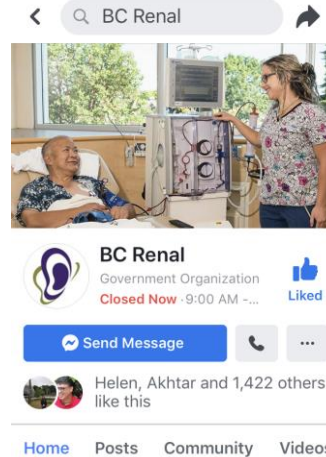 BC Renal
BC Renal
Government Organization
Closed Now · 9:00 AM -...
Liked
Send Message
...
Helen, Akhtar and 1,422 others
like this
Home Posts Community Videos